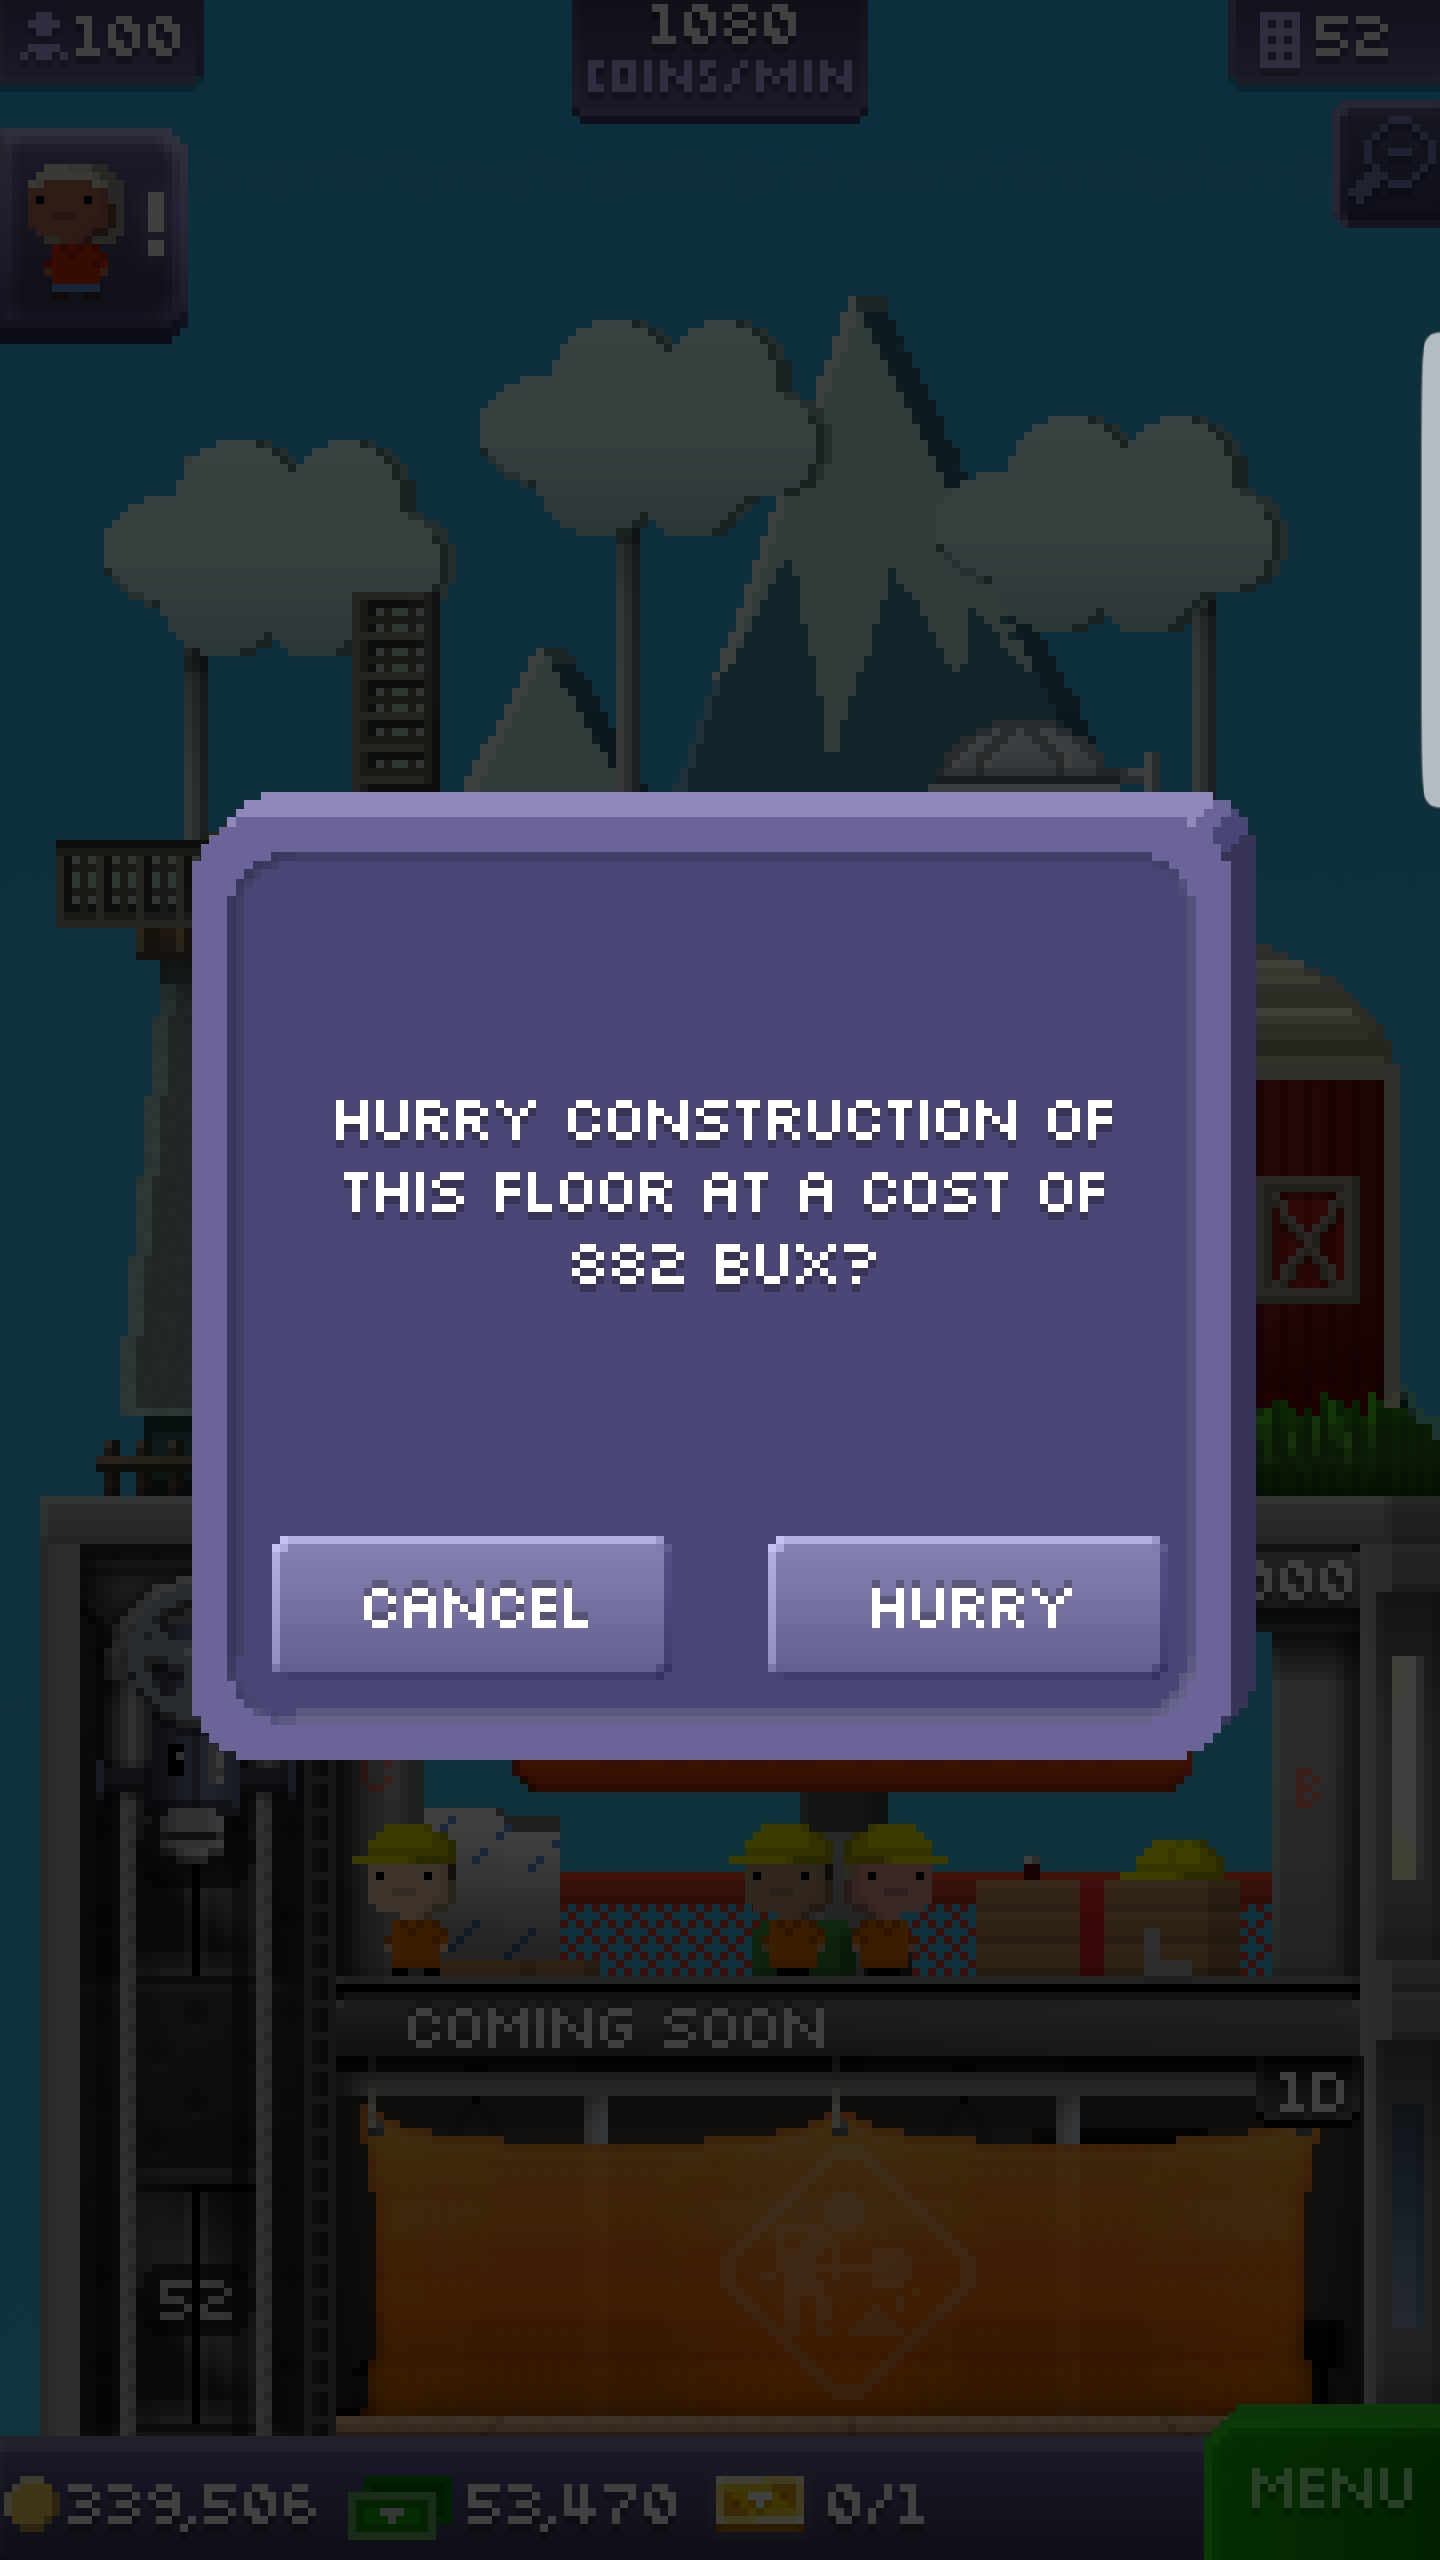 100
1080
COINS/MIN
52
!
HURRY CONSTRUCTION OF
THIS FLOOR AT A COST OF
882 BUX?
CANCEL
HURRY
B
COMING SOON
1D
52
339,506
53,470
0/1
MENU